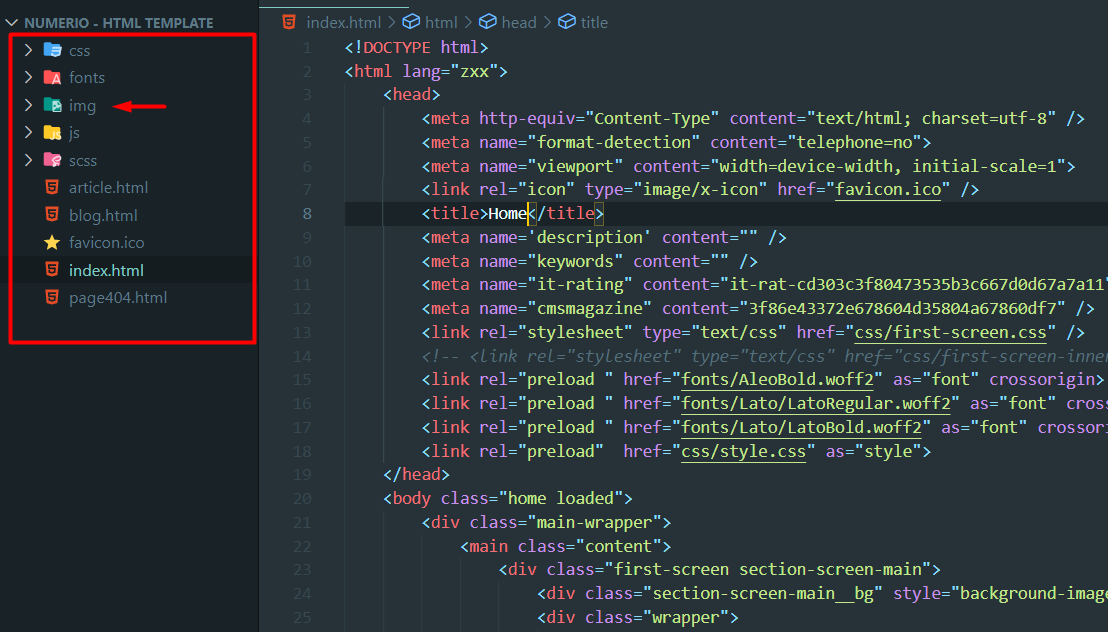 NUMERIO - HTML TEMPLATE
css
fonts
img
js
scss
article.html
blog.html
favicon.ico
index.html
page404.html
index.html > html > head > title
1 <!DOCTYPE html>
2 <html lang="zxx">
3 <head>
4 <meta http-equiv="Content-Type" content="text/html; charset=utf-8" />
5 <meta name="format-detection" content="telephone=no">
6 <meta name="viewport" content="width=device-width, initial-scale=1">
7 <link rel="icon" type="image/x-icon" href="favicon.ico" />
8 <title>Home</title>
9 <meta name='description' content="" />
10 <meta name="keywords" content="" />
11 <meta name="it-rating" content="it-rat-cd303c3f80473535b3c667d0d67a7a11"
12 <meta name="cmsmagazine" content="3f86e43372e678604d35804a67860df7" />
13 <link rel="stylesheet" type="text/css" href="css/first-screen.css" />
14 <!-- <link rel="stylesheet" type="text/css" href="css/first-screen-inner
15 <link rel="preload " href="fonts/AleoBold.woff2" as="font" crossorigin>
16 <link rel="preload " href="fonts/Lato/LatoRegular.woff2" as="font" cross
17 <link rel="preload " href="fonts/Lato/LatoBold.woff2" as="font" crossori
18 <link rel="preload"  href="css/style.css" as="style">
19 </head>
20 <body class="home loaded">
21 <div class="main-wrapper">
22 <main class="content">
23 <div class="first-screen section-screen-main">
24 <div class="section-screen-main__bg" style="background-image
25 <div class="wrapper">